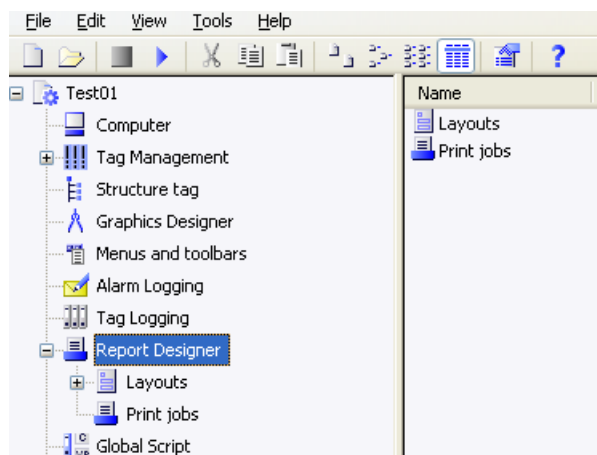 File Edit View Tools Help
?
Test01
Computer
Tag Management
Structure tag
Graphics Designer
Menus and toolbars
Alarm Logging
Tag Logging
Report Designer
Layouts
Print jobs
Global Script
Name
Layouts
Print jobs